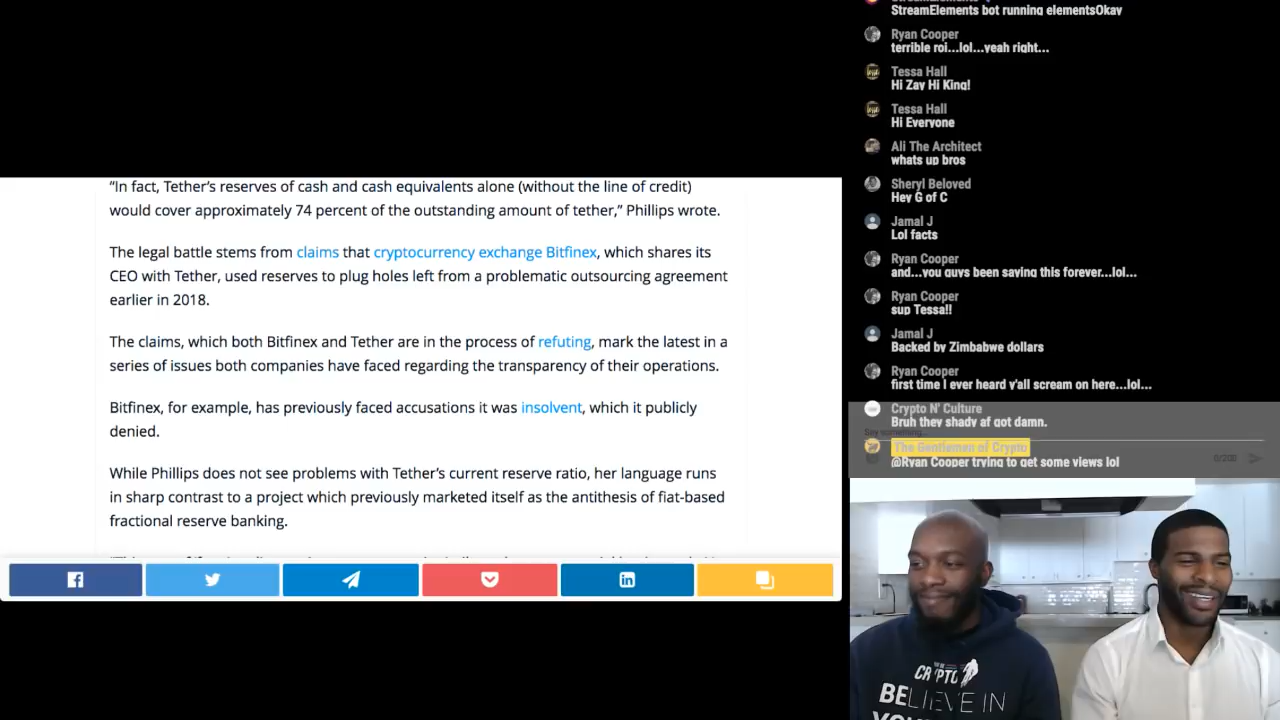 “In fact, Tether’s reserves of cash and cash equivalents alone (without the line of credit)
would cover approximately 74 percent of the outstanding amount of tether,” Phillips wrote.
The legal battle stems from claims that cryptocurrency exchange Bitfinex, which shares its
CEO with Tether, used reserves to plug holes left from a problematic outsourcing agreement
earlier in 2018.
The claims, which both Bitfinex and Tether are in the process of refuting, mark the latest in a
series of issues both companies have faced regarding the transparency of their operations.
Bitfinex, for example, has previously faced accusations it was insolvent, which it publicly
denied.
While Phillips does not see problems with Tether’s current reserve ratio, her language runs
in sharp contrast to a project which previously marketed itself as the antithesis of fiat-based
fractional reserve banking.
StreamElements bot running elementsOkay
Ryan Cooper
terrible roi...lol...yeah right...
Tessa Hall
Hi Zay Hi King!
Tessa Hall
Hi Everyone
Ali The Architect
whats up bros
Sheryl Beloved
Hey G of C
Jamal J
Lol facts
Ryan Cooper
and...you guys been saying this forever...lol...
Ryan Cooper
sup Tessa!!
Jamal J
Backed by Zimbabwe dollars
Ryan Cooper
first time I ever heard y'all scream on here...lol...
Crypto N' Culture
Bruh they shady af got damn.
Say something...
The Gentlemen of Crypto
0/200
@Ryan Cooper trying to get some views lol
CRYPTO
BELIEVE IN